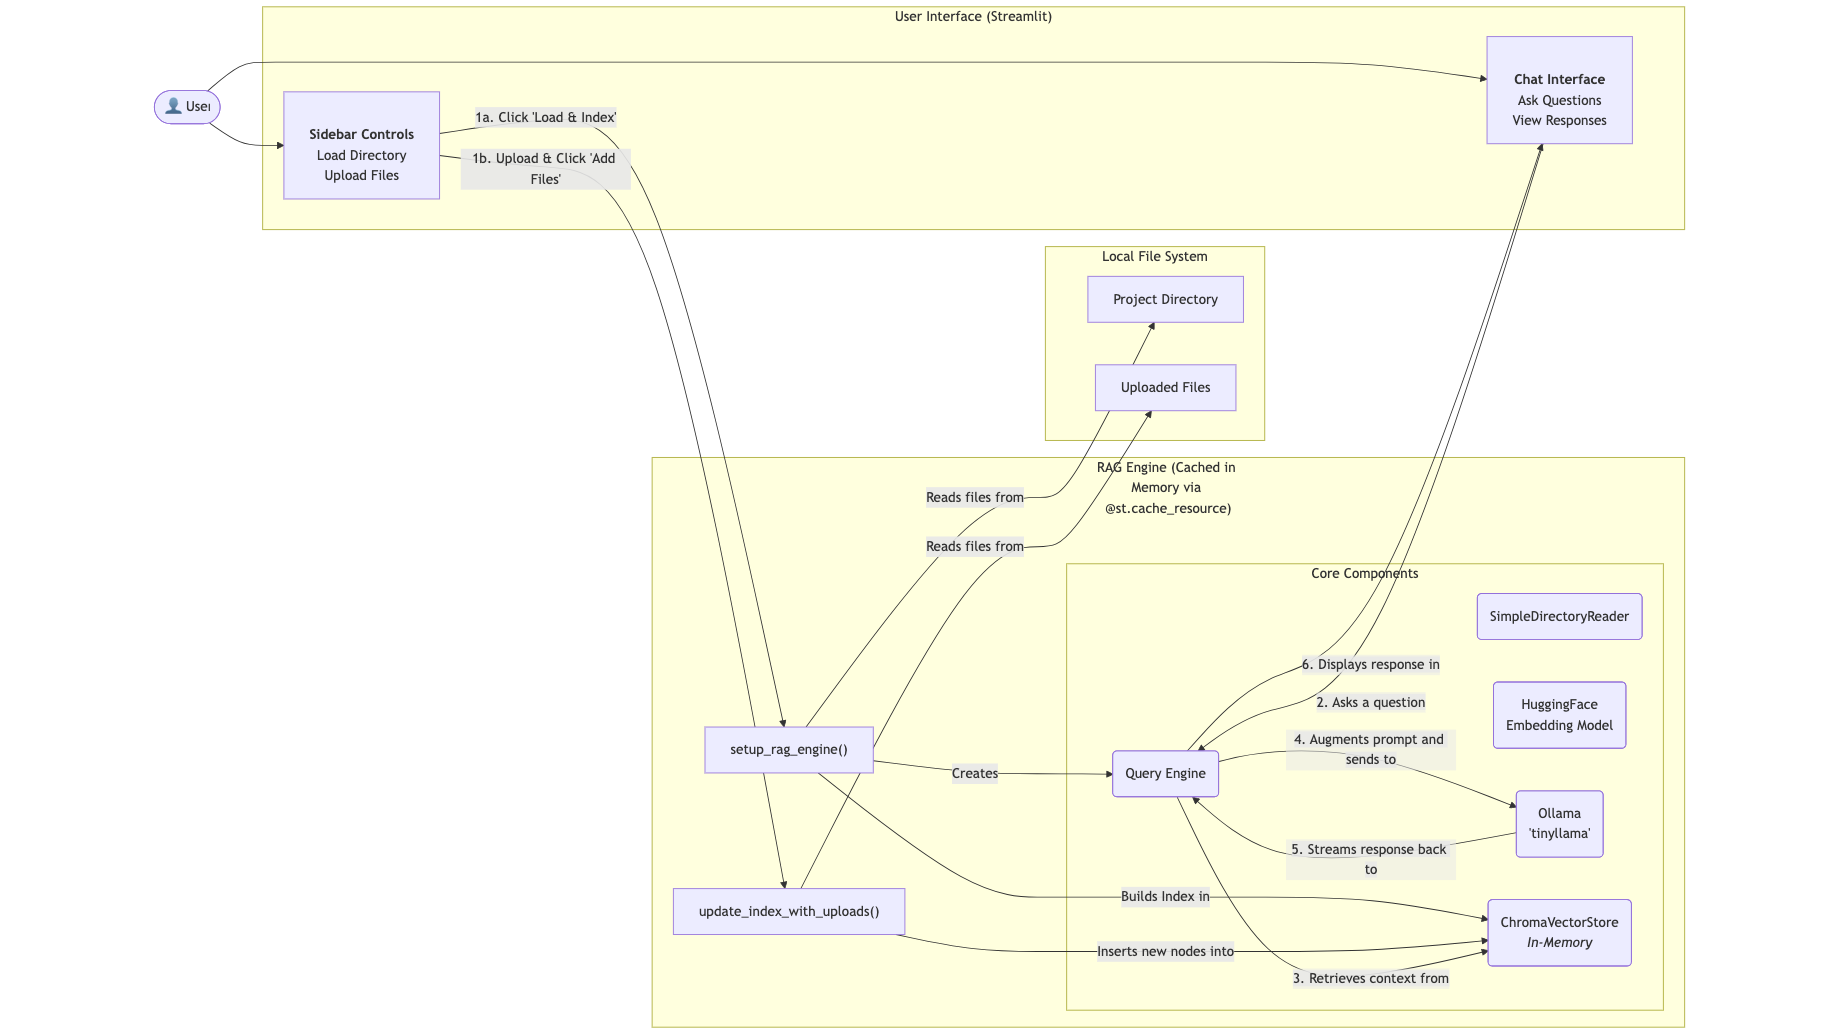 User Interface (Streamlit)
👤 User
Sidebar Controls
Load Directory
Upload Files
1a. Click 'Load & Index'
1b. Upload & Click 'Add
Files'
Chat Interface
Ask Questions
View Responses
Local File System
Project Directory
Uploaded Files
RAG Engine (Cached in
Memory via
@st.cache_resource)
Reads files from
Reads files from
Core Components
SimpleDirectoryReader
6. Displays response in
2. Asks a question
HuggingFace
Embedding Model
setup_rag_engine()
Creates
Query Engine
4. Augments prompt and
sends to
Ollama
'tinyllama'
5. Streams response back
to
Builds Index in
update_index_with_uploads()
Inserts new nodes into
ChromaVectorStore
In-Memory
3. Retrieves context from